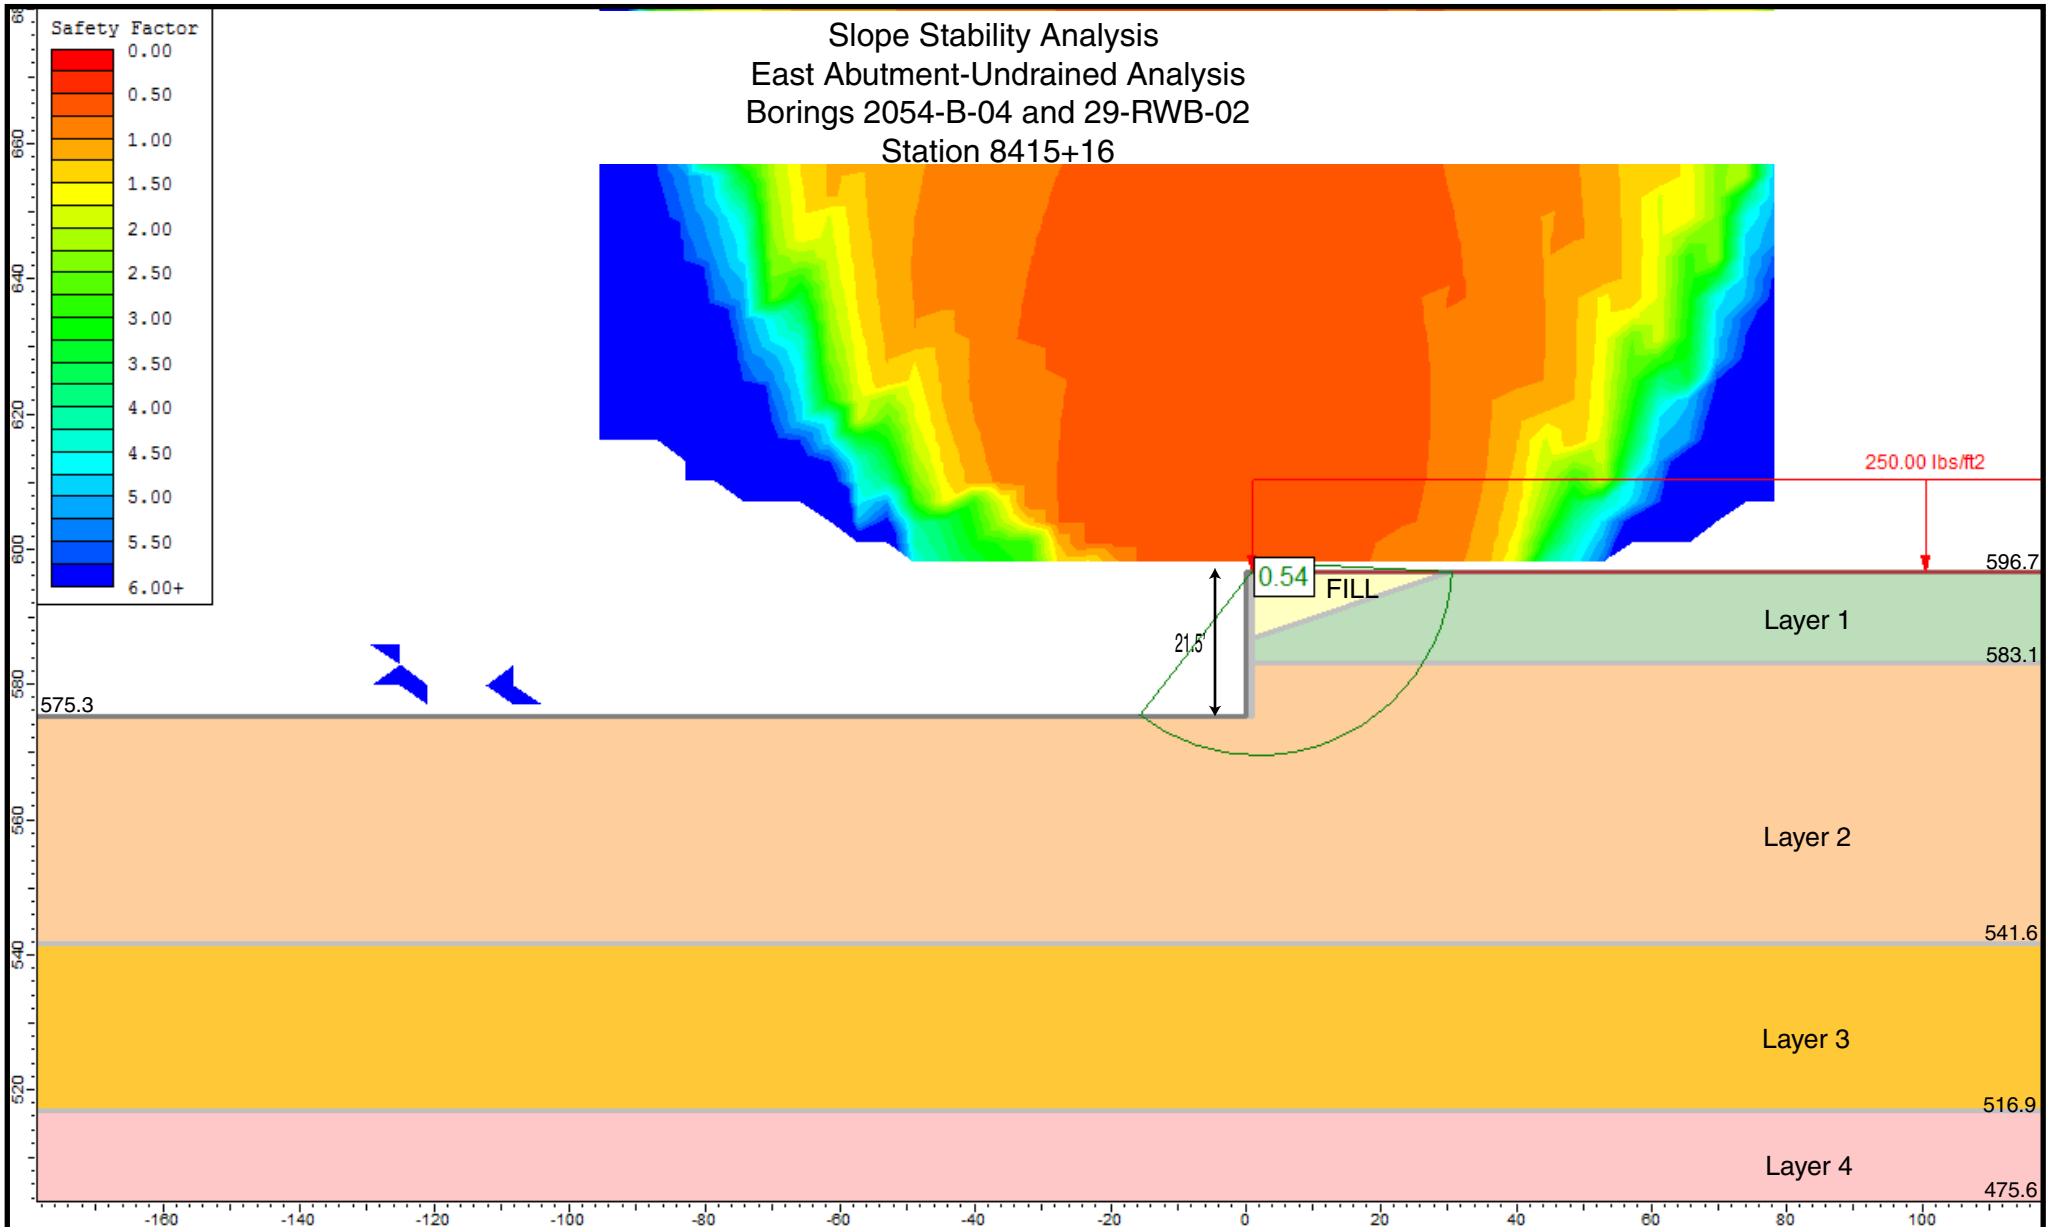 Slope Stability Analysis
East Abutment-Undrained Analysis
Borings 2054-B-04 and 29-RWB-02
Station 8415+16
Safety Factor
0.00
0.50
1.00
1.50
2.00
2.50
3.00
3.50
4.00
4.50
5.00
5.50
6.00+
250.00 lbs/ft2
596.7
0.54
FILL
Layer 1
21.5'
583.1
575.3
Layer 2
541.6
Layer 3
516.9
Layer 4
475.6
660
640
620
600
580
560
540
520
-160 -140 -120 -100 -80 -60 -40 -20 0 20 40 60 80 100